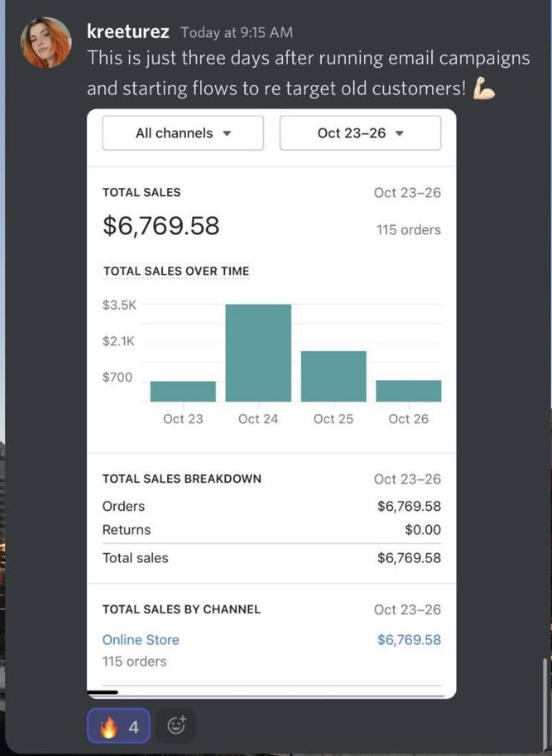 kreeturez Today at 9:15 AM
This is just three days after running email campaigns
and starting flows to re target old customers! 💪🏻
All channels ▼ Oct 23–26 ▼
TOTAL SALES Oct 23–26
$6,769.58 115 orders
TOTAL SALES OVER TIME
$3.5K
$2.1K
$700
Oct 23 Oct 24 Oct 25 Oct 26
TOTAL SALES BREAKDOWN Oct 23–26
Orders $6,769.58
Returns $0.00
Total sales $6,769.58
TOTAL SALES BY CHANNEL Oct 23–26
Online Store $6,769.58
115 orders
🔥 4